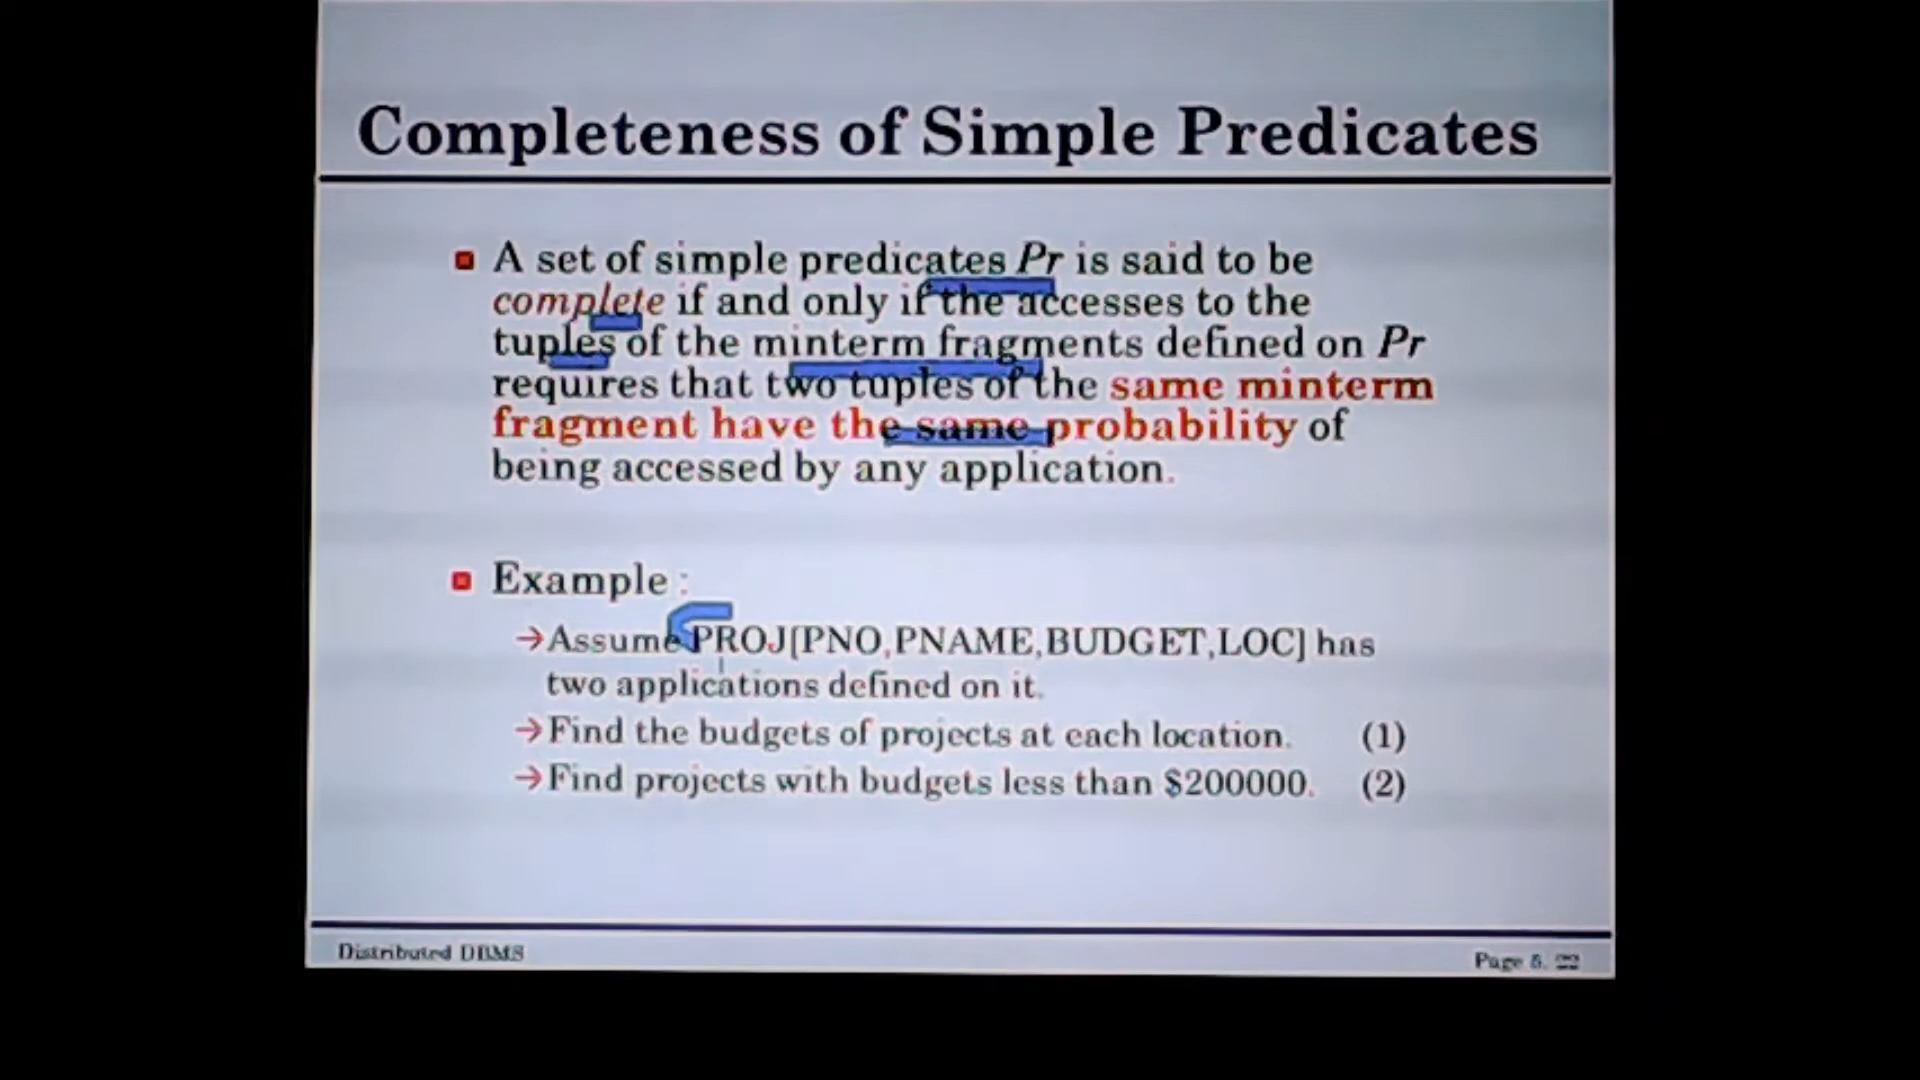 Completeness of Simple Predicates
A set of simple predicates Pr is said to be
complete if and only if the accesses to the
tuples of the minterm fragments defined on Pr
requires that two tuples of the same minterm
fragment have the same probability of
being accessed by any application.
Example :
→Assume PROJ[PNO,PNAME,BUDGET,LOC] has
two applications defined on it.
→Find the budgets of projects at each location. (1)
→Find projects with budgets less than $200000. (2)
Distributed DBMS
Page 5. 22